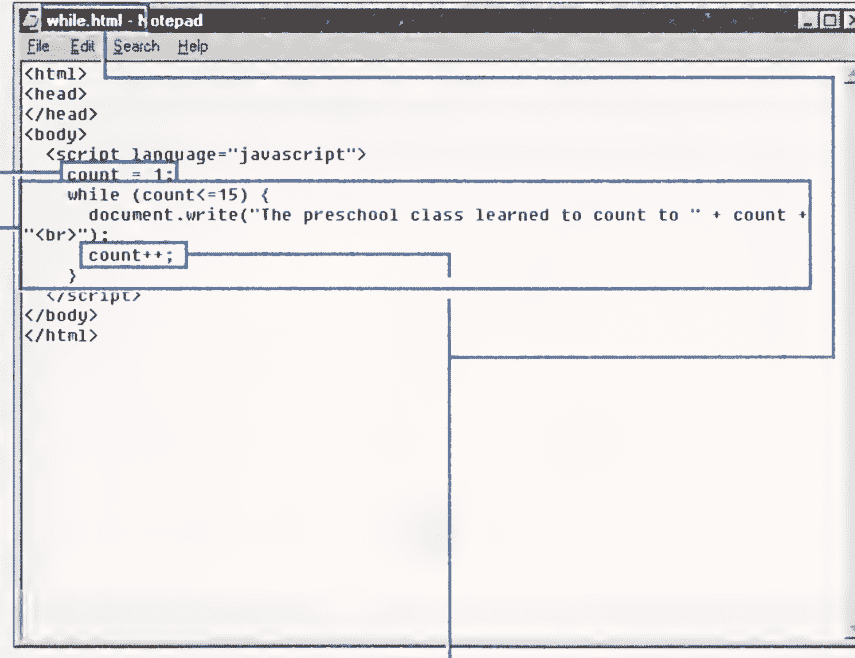 while.html - Notepad
File Edit Search Help
<html>
<head>
</head>
<body>
<script language="javascript">
count = 1;
while (count<=15) {
document.write("The preschool class learned to count to " + count +
"<br>");
count++;
}
</script>
</body>
</html>